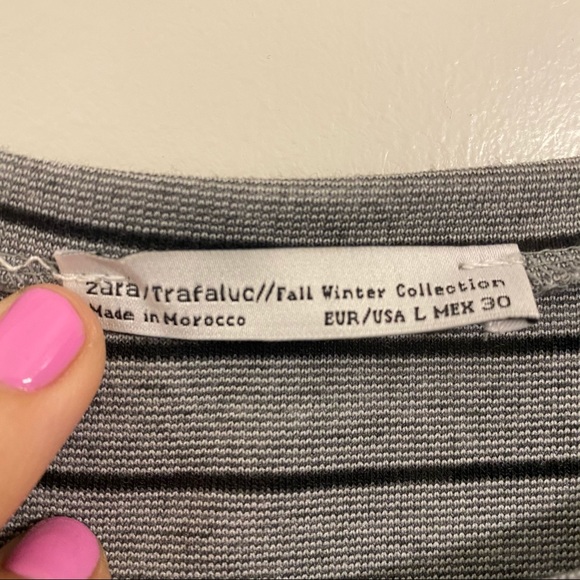 zara/Trafaluc//Fall Winter Collection
Made in Morocco EUR/USA L MEX 30